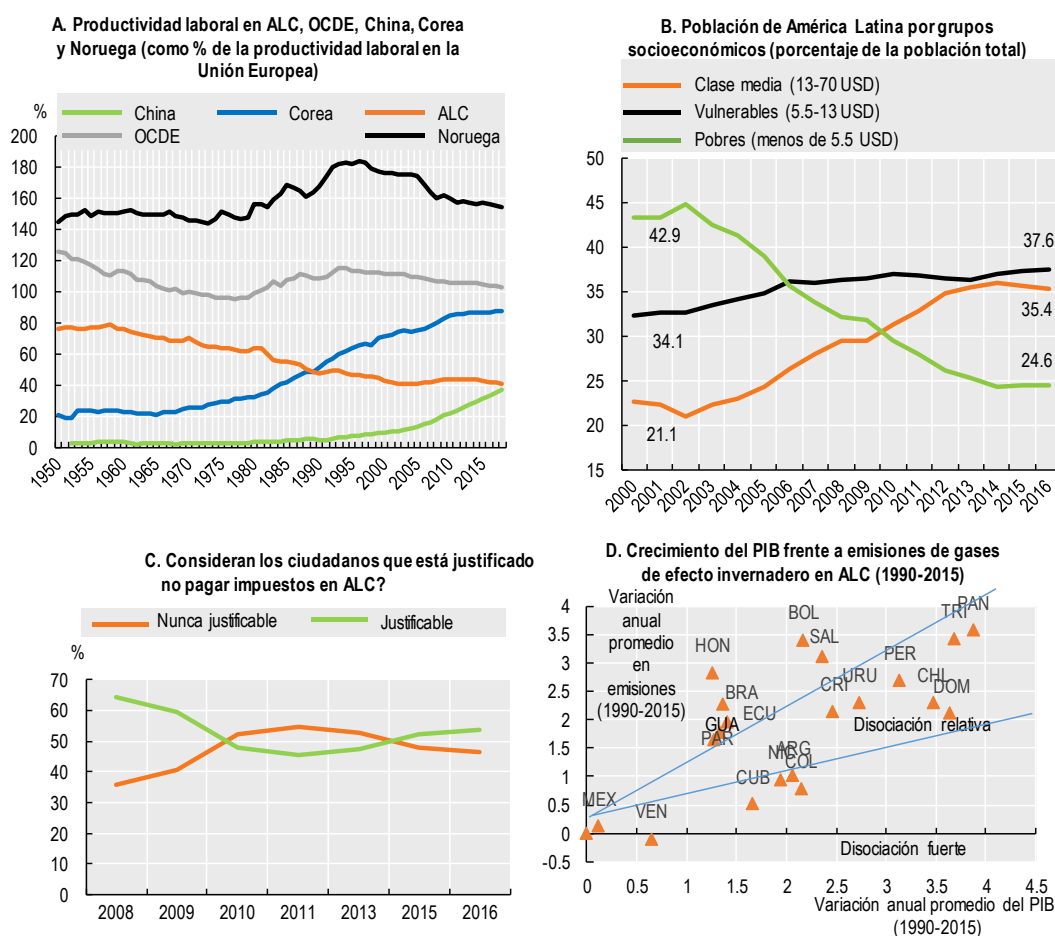 A. Productividad laboral en ALC, OCDE, China, Corea
y Noruega (como % de la productividad laboral en la
Unión Europea)
%
China
Corea
ALC
OCDE
Noruega
200
180
160
140
120
100
80
60
40
20
0
1950
1955
1960
1965
1970
1975
1980
1985
1990
1995
2000
2005
2010
2015
B. Población de América Latina por grupos
socioeconómicos (porcentaje de la población total)
Clase media (13-70 USD)
Vulnerables (5.5-13 USD)
Pobres (menos de 5.5 USD)
50
45
40
35
30
25
20
15
42.9
34.1
21.1
37.6
35.4
24.6
2000
2001
2002
2003
2004
2005
2006
2007
2008
2009
2010
2011
2012
2013
2014
2015
2016
C. Consideran los ciudadanos que está justificado
no pagar impuestos en ALC?
Nunca justificable
Justificable
%
70
60
50
40
30
20
10
0
2008
2009
2010
2011
2013
2015
2016
D. Crecimiento del PIB frente a emisiones de gases
de efecto invernadero en ALC (1990-2015)
Variación
anual
promedio
en
emisiones
(1990-2015)
4
3.5
3
2.5
2
1.5
1
0.5
0
-0.5
PAN
TRI
BOL
SAL
PER
HON
URU
CHL
CRI
DOM
BRA
ECU
GUA
PAR
Disociación relativa
ARG
NIC
COL
CUB
MEX
VEN
Disociación fuerte
0
0.5
1
1.5
2
2.5
3
3.5
4
4.5
Variación anual promedio del PIB
(1990-2015)